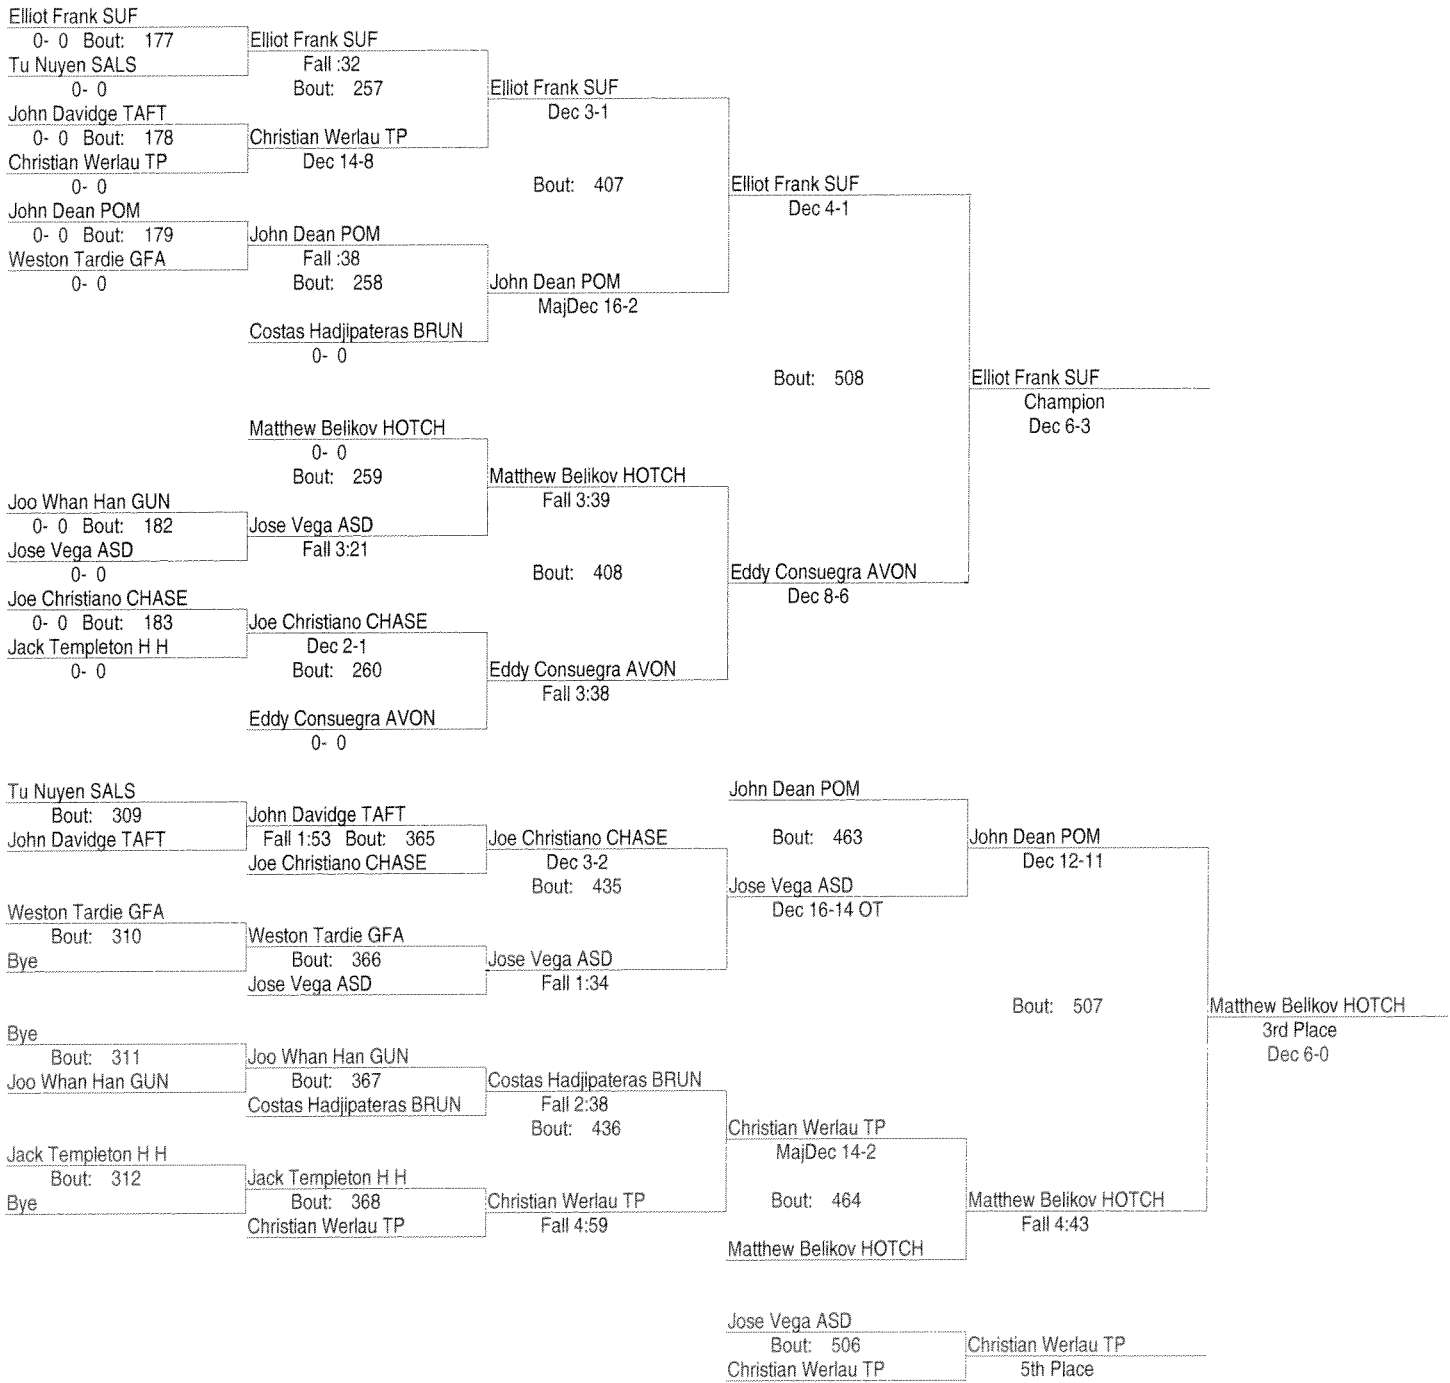 Elliot Frank SUF
0- 0 Bout: 177
Elliot Frank SUF
Tu Nuyen SALS
Fall :32
0- 0
Bout: 257
Elliot Frank SUF
John Davidge TAFT
Dec 3-1
0- 0 Bout: 178
Christian Werlau TP
Christian Werlau TP
Dec 14-8
0- 0
Bout: 407
Elliot Frank SUF
John Dean POM
Dec 4-1
0- 0 Bout: 179
John Dean POM
Weston Tardie GFA
Fall :38
0- 0
Bout: 258
John Dean POM
MajDec 16-2
Costas Hadjipateras BRUN
0- 0
Bout: 508
Elliot Frank SUF
Champion
Dec 6-3
Matthew Belikov HOTCH
0- 0
Bout: 259
Matthew Belikov HOTCH
Joo Whan Han GUN
Fall 3:39
0- 0 Bout: 182
Jose Vega ASD
Jose Vega ASD
Fall 3:21
0- 0
Bout: 408
Eddy Consuegra AVON
Joe Christiano CHASE
Dec 8-6
0- 0 Bout: 183
Joe Christiano CHASE
Jack Templeton H H
Dec 2-1
0- 0
Bout: 260
Eddy Consuegra AVON
Fall 3:38
Eddy Consuegra AVON
0- 0
Tu Nuyen SALS
John Dean POM
Bout: 309
John Davidge TAFT
John Davidge TAFT
Fall 1:53 Bout: 365
Joe Christiano CHASE
Bout: 463
John Dean POM
Joe Christiano CHASE
Dec 3-2
Dec 12-11
Bout: 435
Jose Vega ASD
Weston Tardie GFA
Dec 16-14 OT
Bout: 310
Weston Tardie GFA
Bye
Bout: 366
Jose Vega ASD
Jose Vega ASD
Fall 1:34
Bout: 507
Matthew Belikov HOTCH
Bye
3rd Place
Bout: 311
Joo Whan Han GUN
Dec 6-0
Joo Whan Han GUN
Bout: 367
Costas Hadjipateras BRUN
Costas Hadjipateras BRUN
Fall 2:38
Bout: 436
Christian Werlau TP
Jack Templeton H H
MajDec 14-2
Bout: 312
Jack Templeton H H
Bye
Bout: 368
Christian Werlau TP
Bout: 464
Matthew Belikov HOTCH
Christian Werlau TP
Fall 4:59
Fall 4:43
Matthew Belikov HOTCH
Jose Vega ASD
Bout: 506
Christian Werlau TP
Christian Werlau TP
5th Place